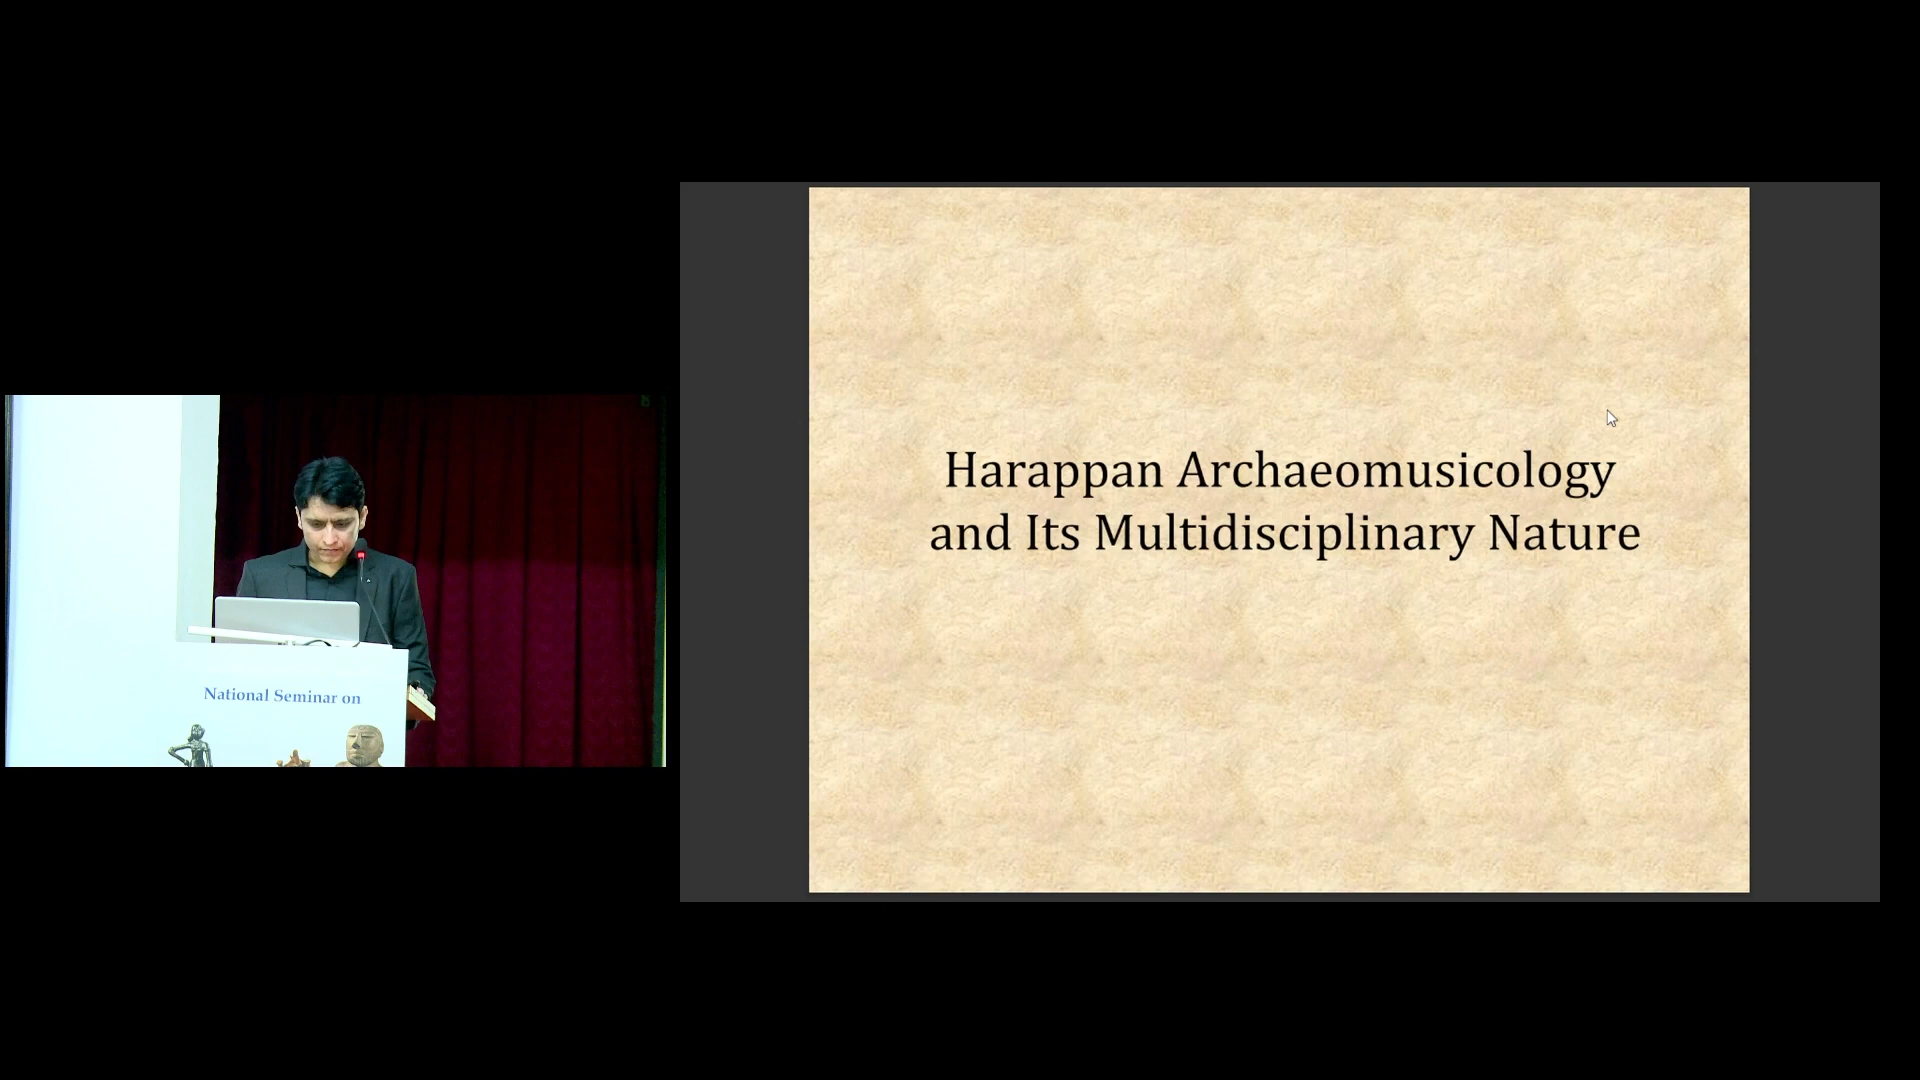 National Seminar on
Harappan Archaeomusicology
and Its Multidisciplinary Nature